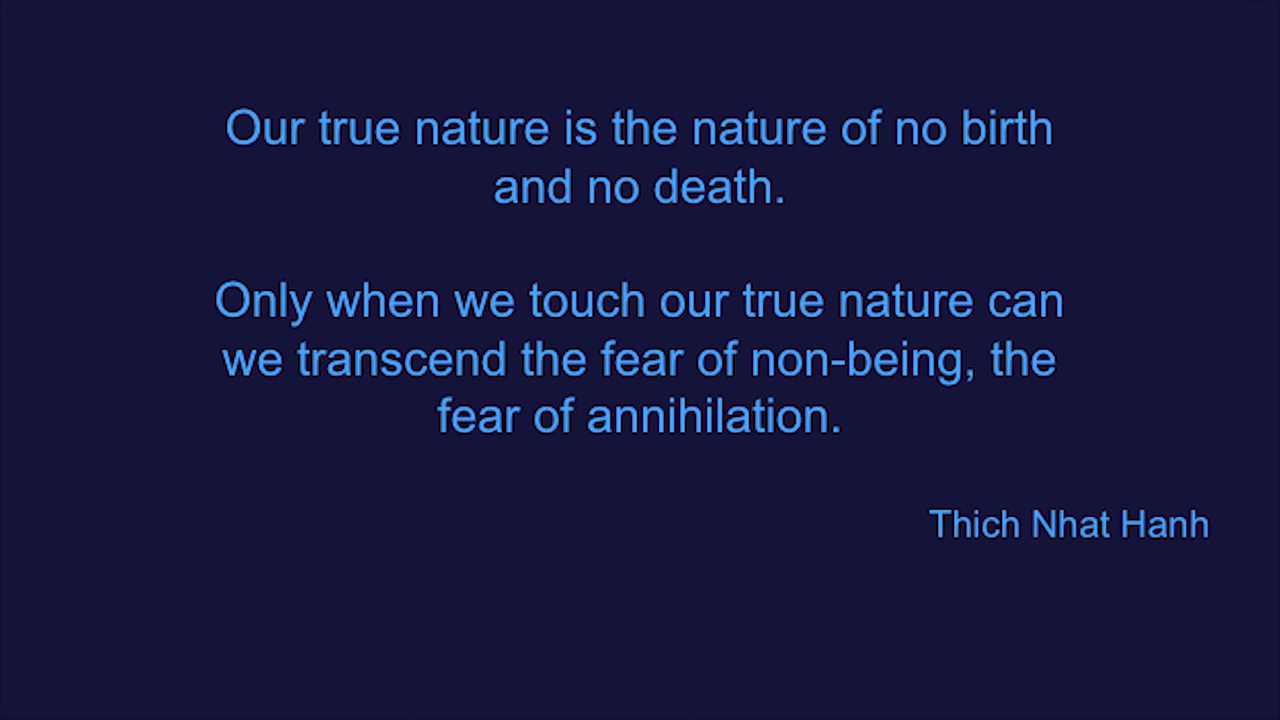 Our true nature is the nature of no birth
and no death.
Only when we touch our true nature can
we transcend the fear of non-being, the
fear of annihilation.
Thich Nhat Hanh